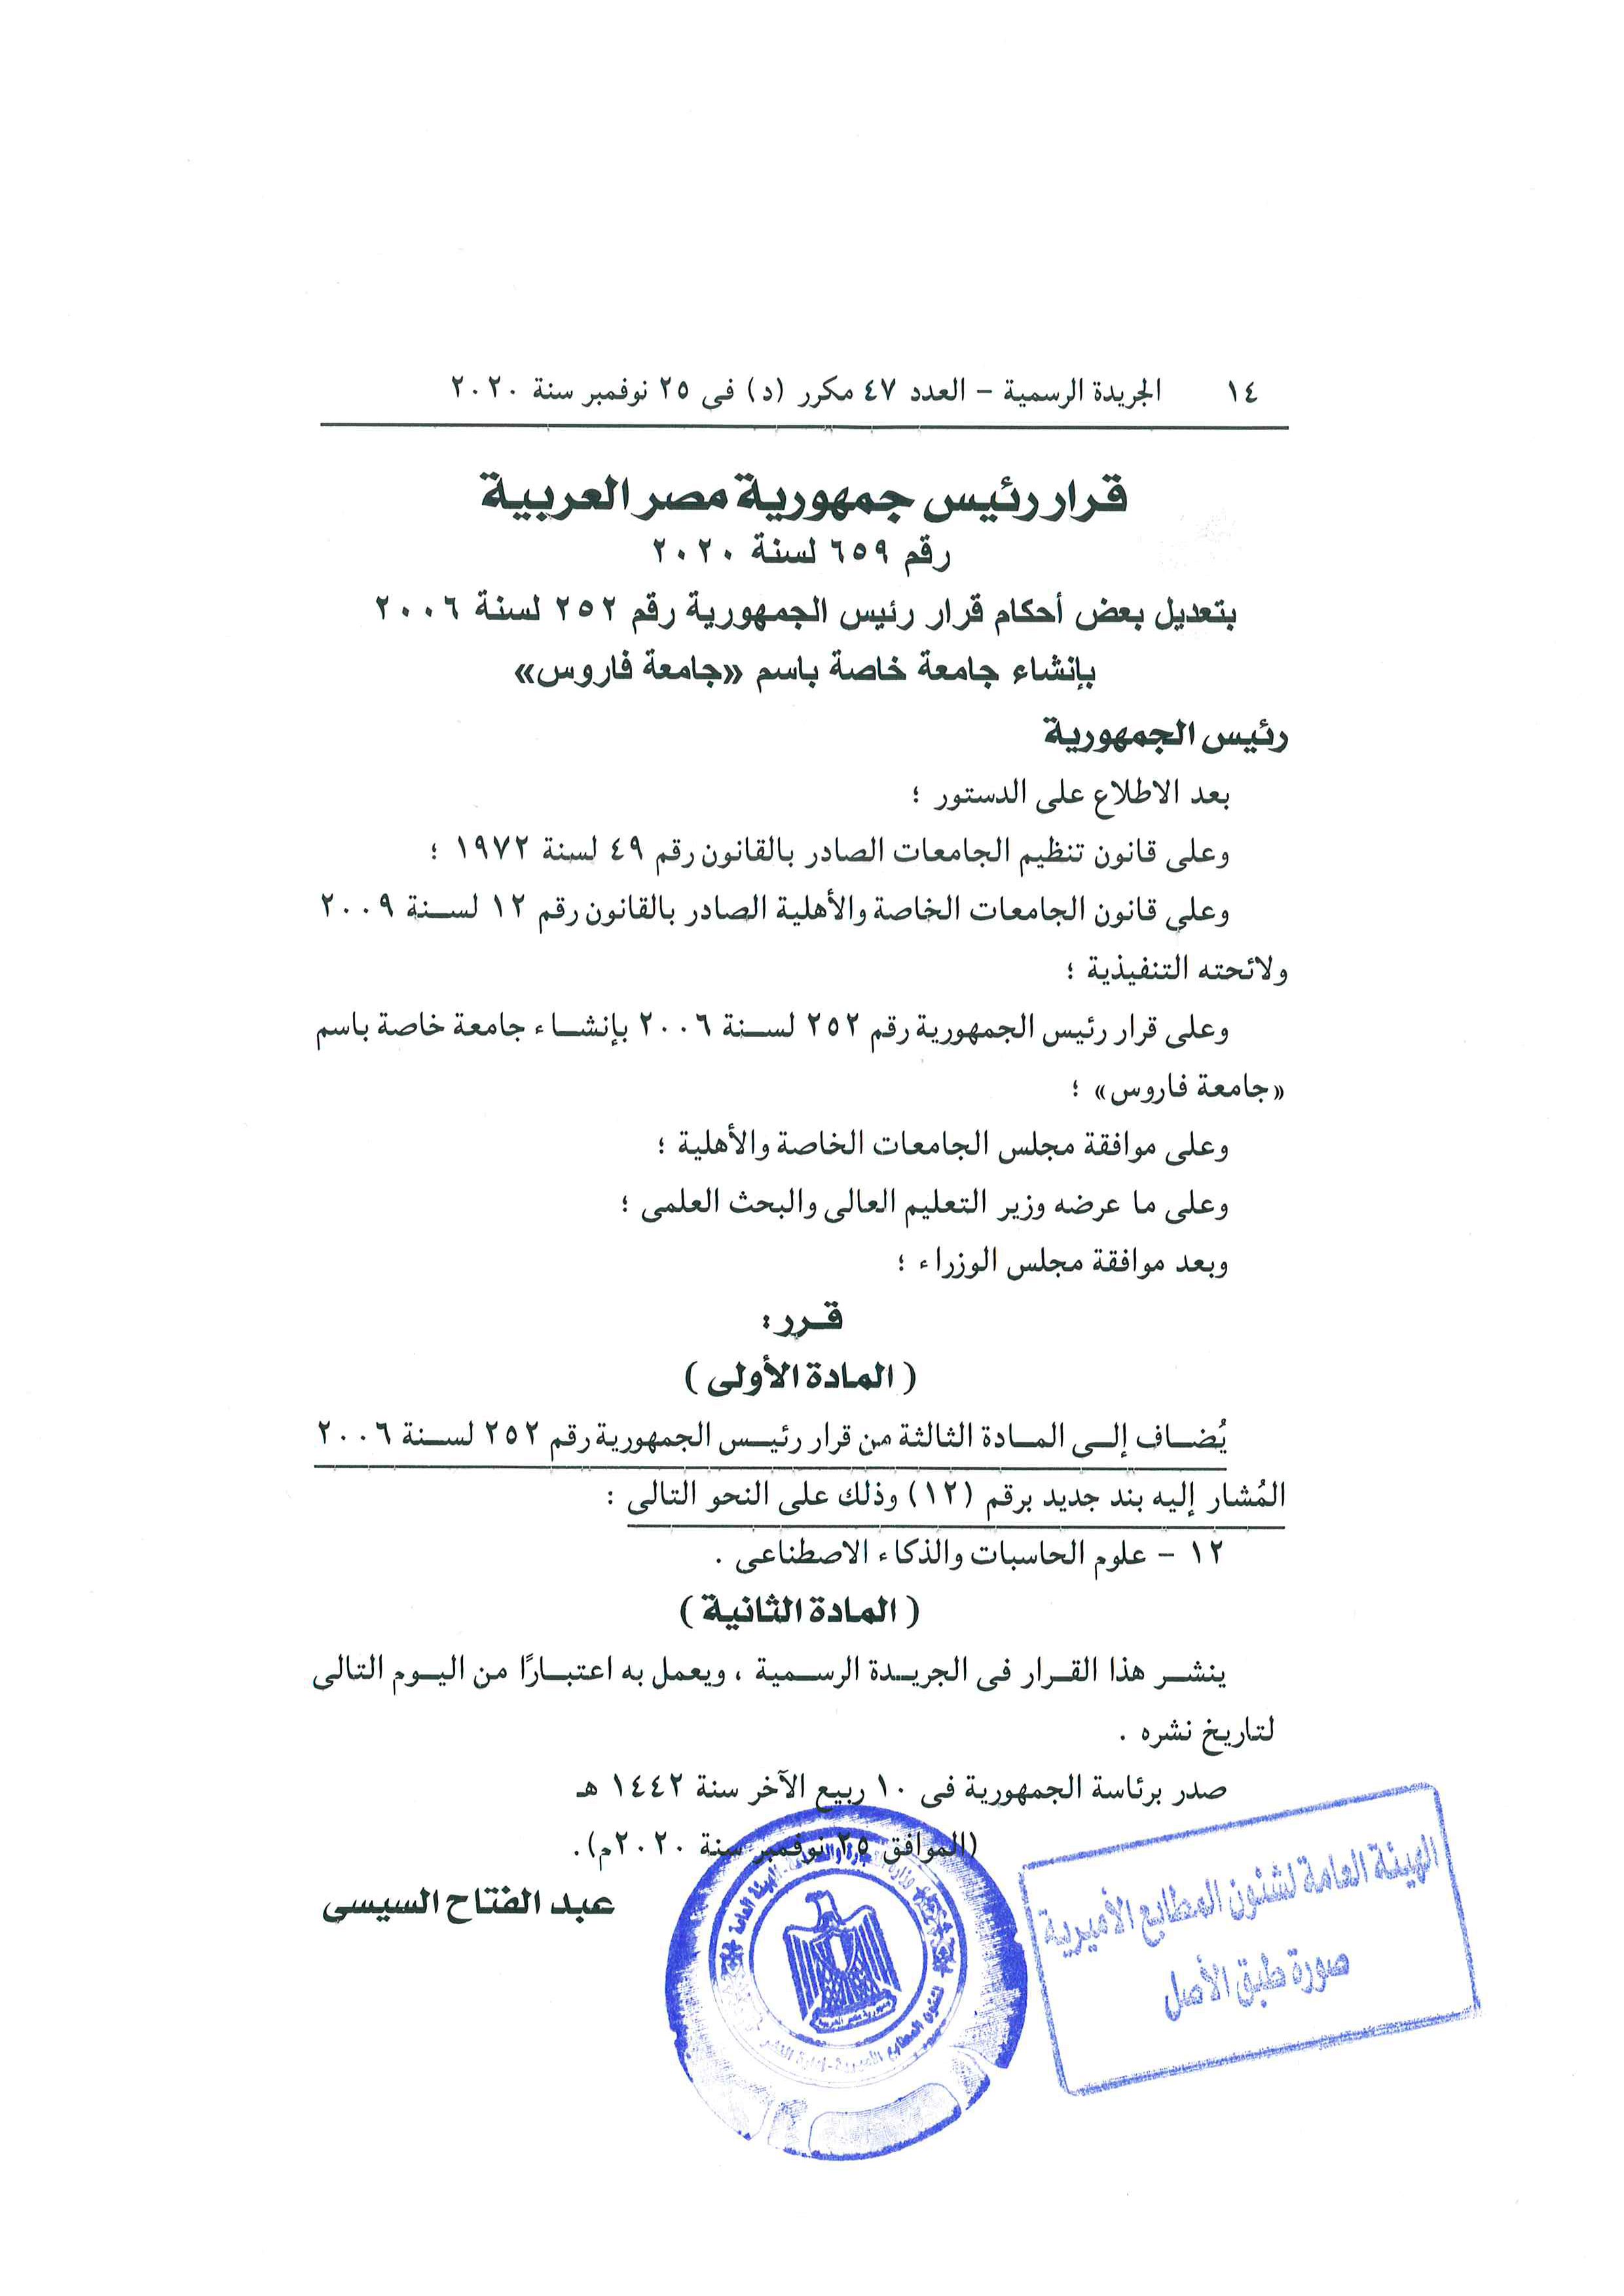 ١٤ الجريدة الرسمية – العدد ٤٧ مكرر (د) فى ٢٥ نوفمبر سنة ٢٠٢٠
قرار رئيس جمهورية مصر العربية
رقم ٦٥٩ لسنة ٢٠٢٠
بتعديل بعض أحكام قرار رئيس الجمهورية رقم ٢٥٢ لسنة ٢٠٠٦
بإنشاء جامعة خاصة باسم «جامعة فاروس»
رئيس الجمهورية
بعد الاطلاع على الدستور ؛
وعلى قانون تنظيم الجامعات الصادر بالقانون رقم ٤٩ لسنة ١٩٧٢ ؛
وعلى قانون الجامعات الخاصة والأهلية الصادر بالقانون رقم ١٢ لسنة ٢٠٠٩
ولائحته التنفيذية ؛
وعلى قرار رئيس الجمهورية رقم ٢٥٢ لسنة ٢٠٠٦ بإنشاء جامعة خاصة باسم
«جامعة فاروس» ؛
وعلى موافقة مجلس الجامعات الخاصة والأهلية ؛
وعلى ما عرضه وزير التعليم العالى والبحث العلمى ؛
وبعد موافقة مجلس الوزراء ؛
قرر :
( المادة الأولى )
يُضاف إلى المادة الثالثة من قرار رئيس الجمهورية رقم ٢٥٢ لسنة ٢٠٠٦
المُشار إليه بند جديد برقم (١٢) وذلك على النحو التالى :
١٢ – علوم الحاسبات والذكاء الاصطناعى .
( المادة الثانية )
ينشر هذا القرار فى الجريدة الرسمية ، ويعمل به اعتبارًا من اليوم التالى
لتاريخ نشره .
صدر برئاسة الجمهورية فى ١٠ ربيع الآخر سنة ١٤٤٢ هـ
(الموافق ٢٥ نوفمبر سنة ٢٠٢٠م).
عبد الفتاح السيسى
الهيئة العامة لشئون المطابع الأميرية
صورة طبق الأصل
جمهورية مصر العربية